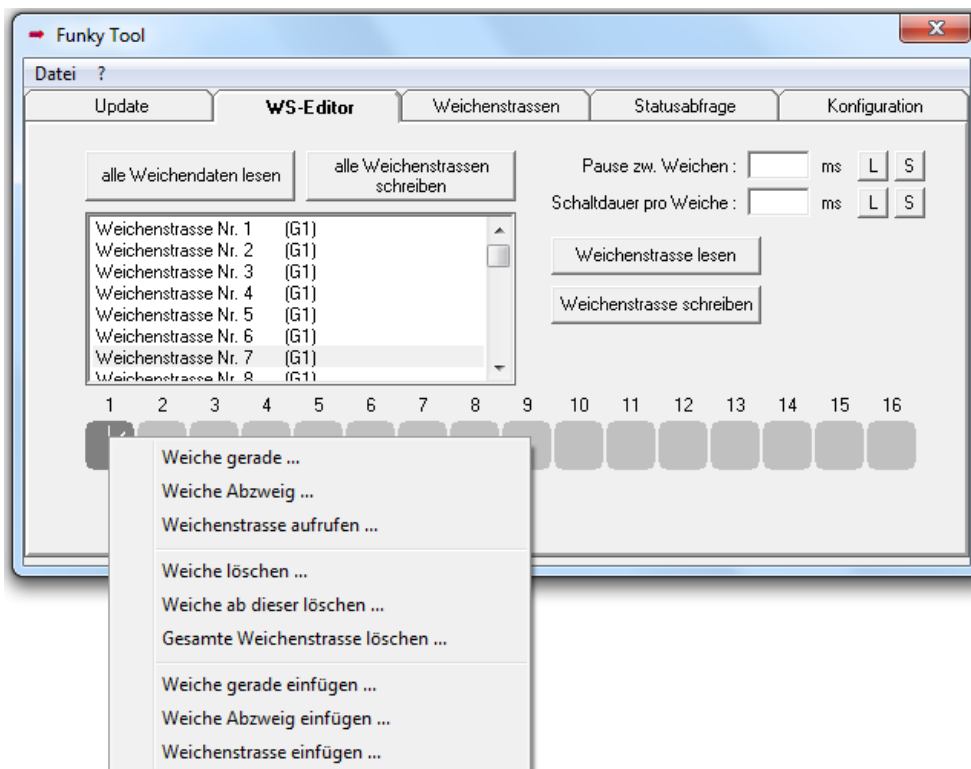 Funky Tool
X
Datei ?
Update WS-Editor Weichenstrassen Statusabfrage Konfiguration
alle Weichendaten lesen
alle Weichenstrassen
schreiben
Pause zw. Weichen : ms L S
Schaltdauer pro Weiche : ms L S
Weichenstrasse lesen
Weichenstrasse schreiben
Weichenstrasse Nr. 1 (G1)
Weichenstrasse Nr. 2 (G1)
Weichenstrasse Nr. 3 (G1)
Weichenstrasse Nr. 4 (G1)
Weichenstrasse Nr. 5 (G1)
Weichenstrasse Nr. 6 (G1)
Weichenstrasse Nr. 7 (G1)
Weichenstrasse Nr. 8 (G1)
1 2 3 4 5 6 7 8 9 10 11 12 13 14 15 16
Weiche gerade ...
Weiche Abzweig ...
Weichenstrasse aufrufen ...
Weiche löschen ...
Weiche ab dieser löschen ...
Gesamte Weichenstrasse löschen ...
Weiche gerade einfügen ...
Weiche Abzweig einfügen ...
Weichenstrasse einfügen ...